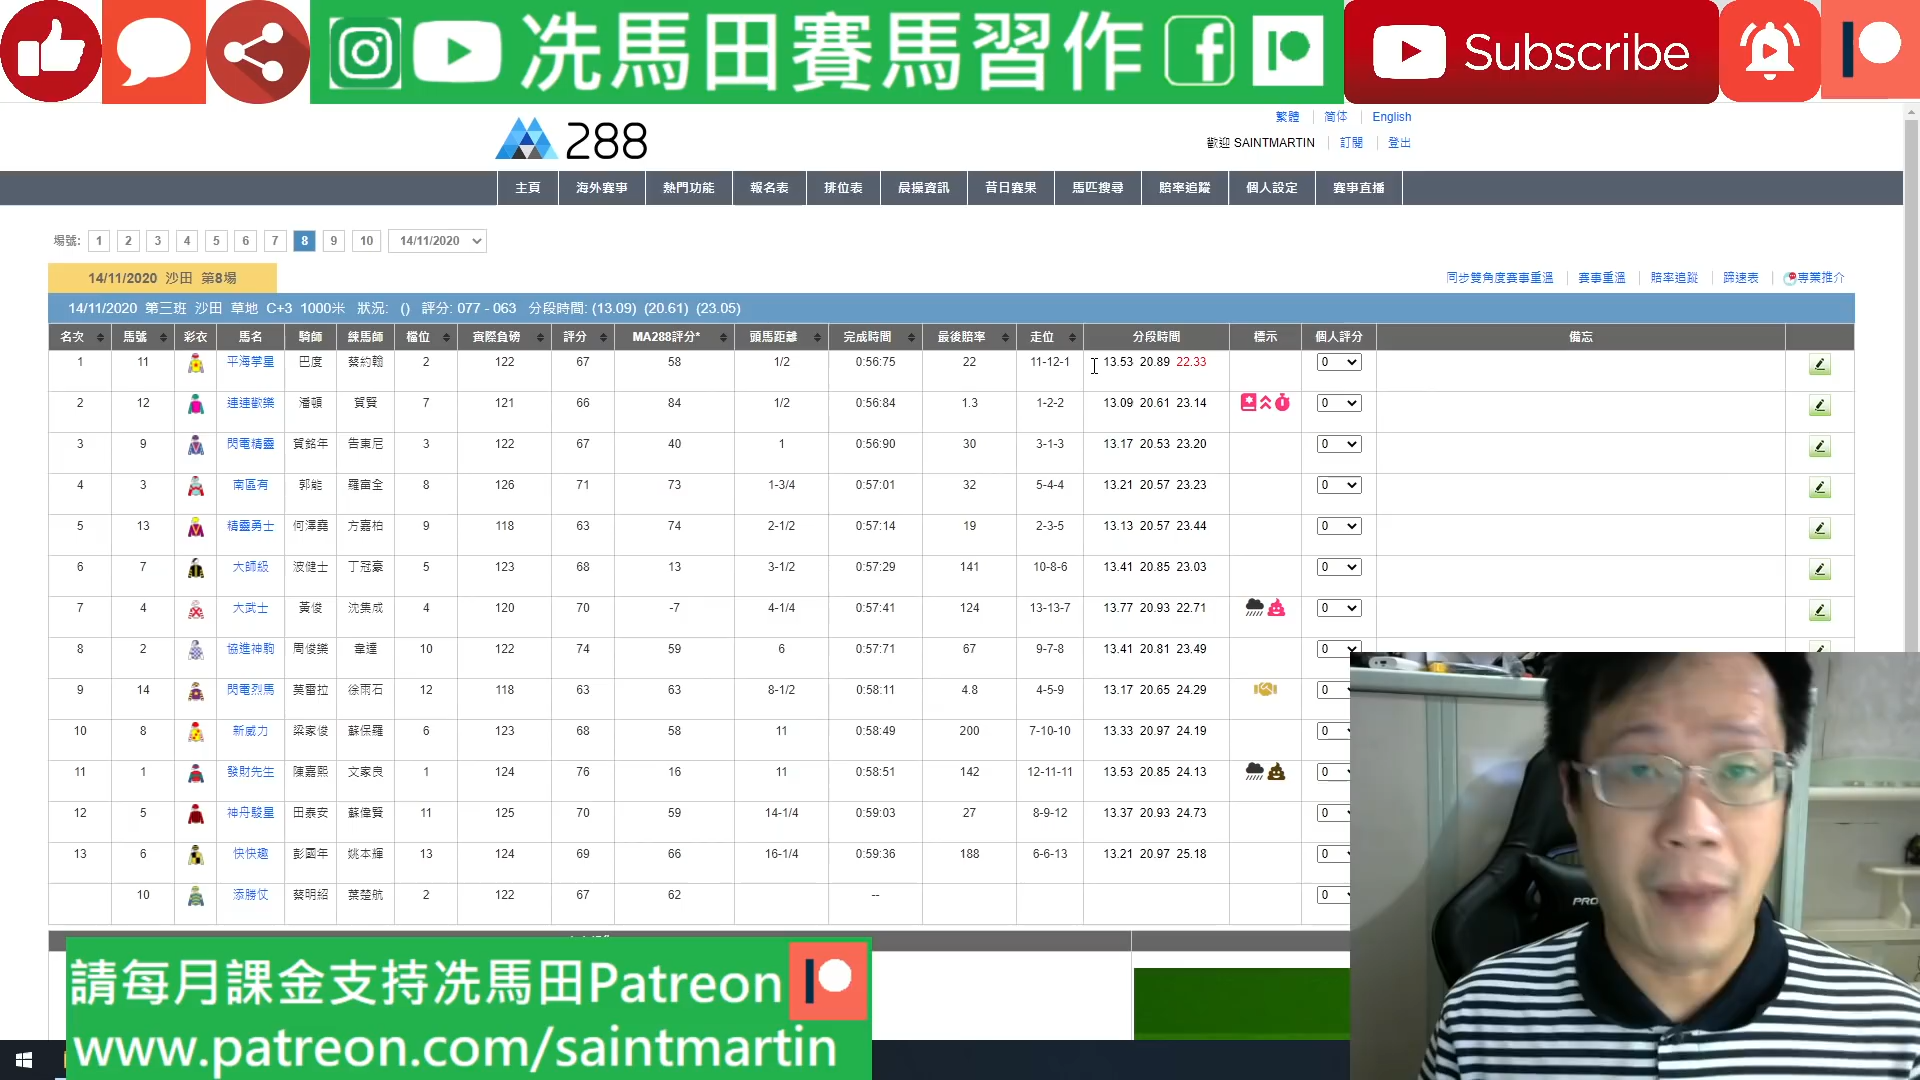 冼馬田賽馬習作 Subscribe
288
繁體 简体 English
歡迎 SAINTMARTIN 訂閱 登出
主頁 海外賽事 熱門功能 報名表 排位表 晨操資訊 昔日賽果 馬匹搜尋 賠率追蹤 個人設定 賽事直播
場號: 1 2 3 4 5 6 7 8 9 10 14/11/2020
14/11/2020 沙田 第8場 同步雙角度賽事重溫 賽事重溫 賠率追蹤 蹄速表 專業推介
14/11/2020 第三班 沙田 草地 C+3 1000米 狀況: () 評分: 077 - 063 分段時間: (13.09) (20.61) (23.05)
名次 馬號 彩衣 馬名 騎師 練馬師 檔位 實際負磅 評分 MA288評分* 頭馬距離 完成時間 最後賠率 走位 分段時間 標示 個人評分 備忘
1 11 平海掌星 巴度 蔡約翰 2 122 67 58 1/2 0:56:75 22 11-12-1 13.53 20.89 22.33 0
2 12 連連歡樂 潘頓 賀賢 7 121 66 84 1/2 0:56:84 1.3 1-2-2 13.09 20.61 23.14 0
3 9 閃電精靈 賀銘年 告東尼 3 122 67 40 1 0:56:90 30 3-1-3 13.17 20.53 23.20 0
4 3 南區有 郭能 羅富全 8 126 71 73 1-3/4 0:57:01 32 5-4-4 13.21 20.57 23.23 0
5 13 精靈勇士 何澤堯 方嘉柏 9 118 63 74 2-1/2 0:57:14 19 2-3-5 13.13 20.57 23.44 0
6 7 大師級 波健士 丁冠豪 5 123 68 13 3-1/2 0:57:29 141 10-8-6 13.41 20.85 23.03 0
7 4 大武士 黃俊 沈集成 4 120 70 -7 4-1/4 0:57:41 124 13-13-7 13.77 20.93 22.71 0
8 2 協進神駒 周俊樂 韋達 10 122 74 59 6 0:57:71 67 9-7-8 13.41 20.81 23.49 0
9 14 閃電烈馬 莫雷拉 徐雨石 12 118 63 63 8-1/2 0:58:11 4.8 4-5-9 13.17 20.65 24.29 0
10 8 新威力 梁家俊 蘇保羅 6 123 68 58 11 0:58:49 200 7-10-10 13.33 20.97 24.19 0
11 1 發財先生 陳嘉熙 文家良 1 124 76 16 11 0:58:51 142 12-11-11 13.53 20.85 24.13 0
12 5 神舟駿星 田泰安 蘇偉賢 11 125 70 59 14-1/4 0:59:03 27 8-9-12 13.37 20.93 24.73 0
13 6 快快趣 彭國年 姚本輝 13 124 69 66 16-1/4 0:59:36 188 6-6-13 13.21 20.97 25.18 0
10 添勝仗 蔡明紹 葉楚航 2 122 67 62 -- 0
PRO
請每月課金支持冼馬田Patreon
www.patreon.com/saintmartin